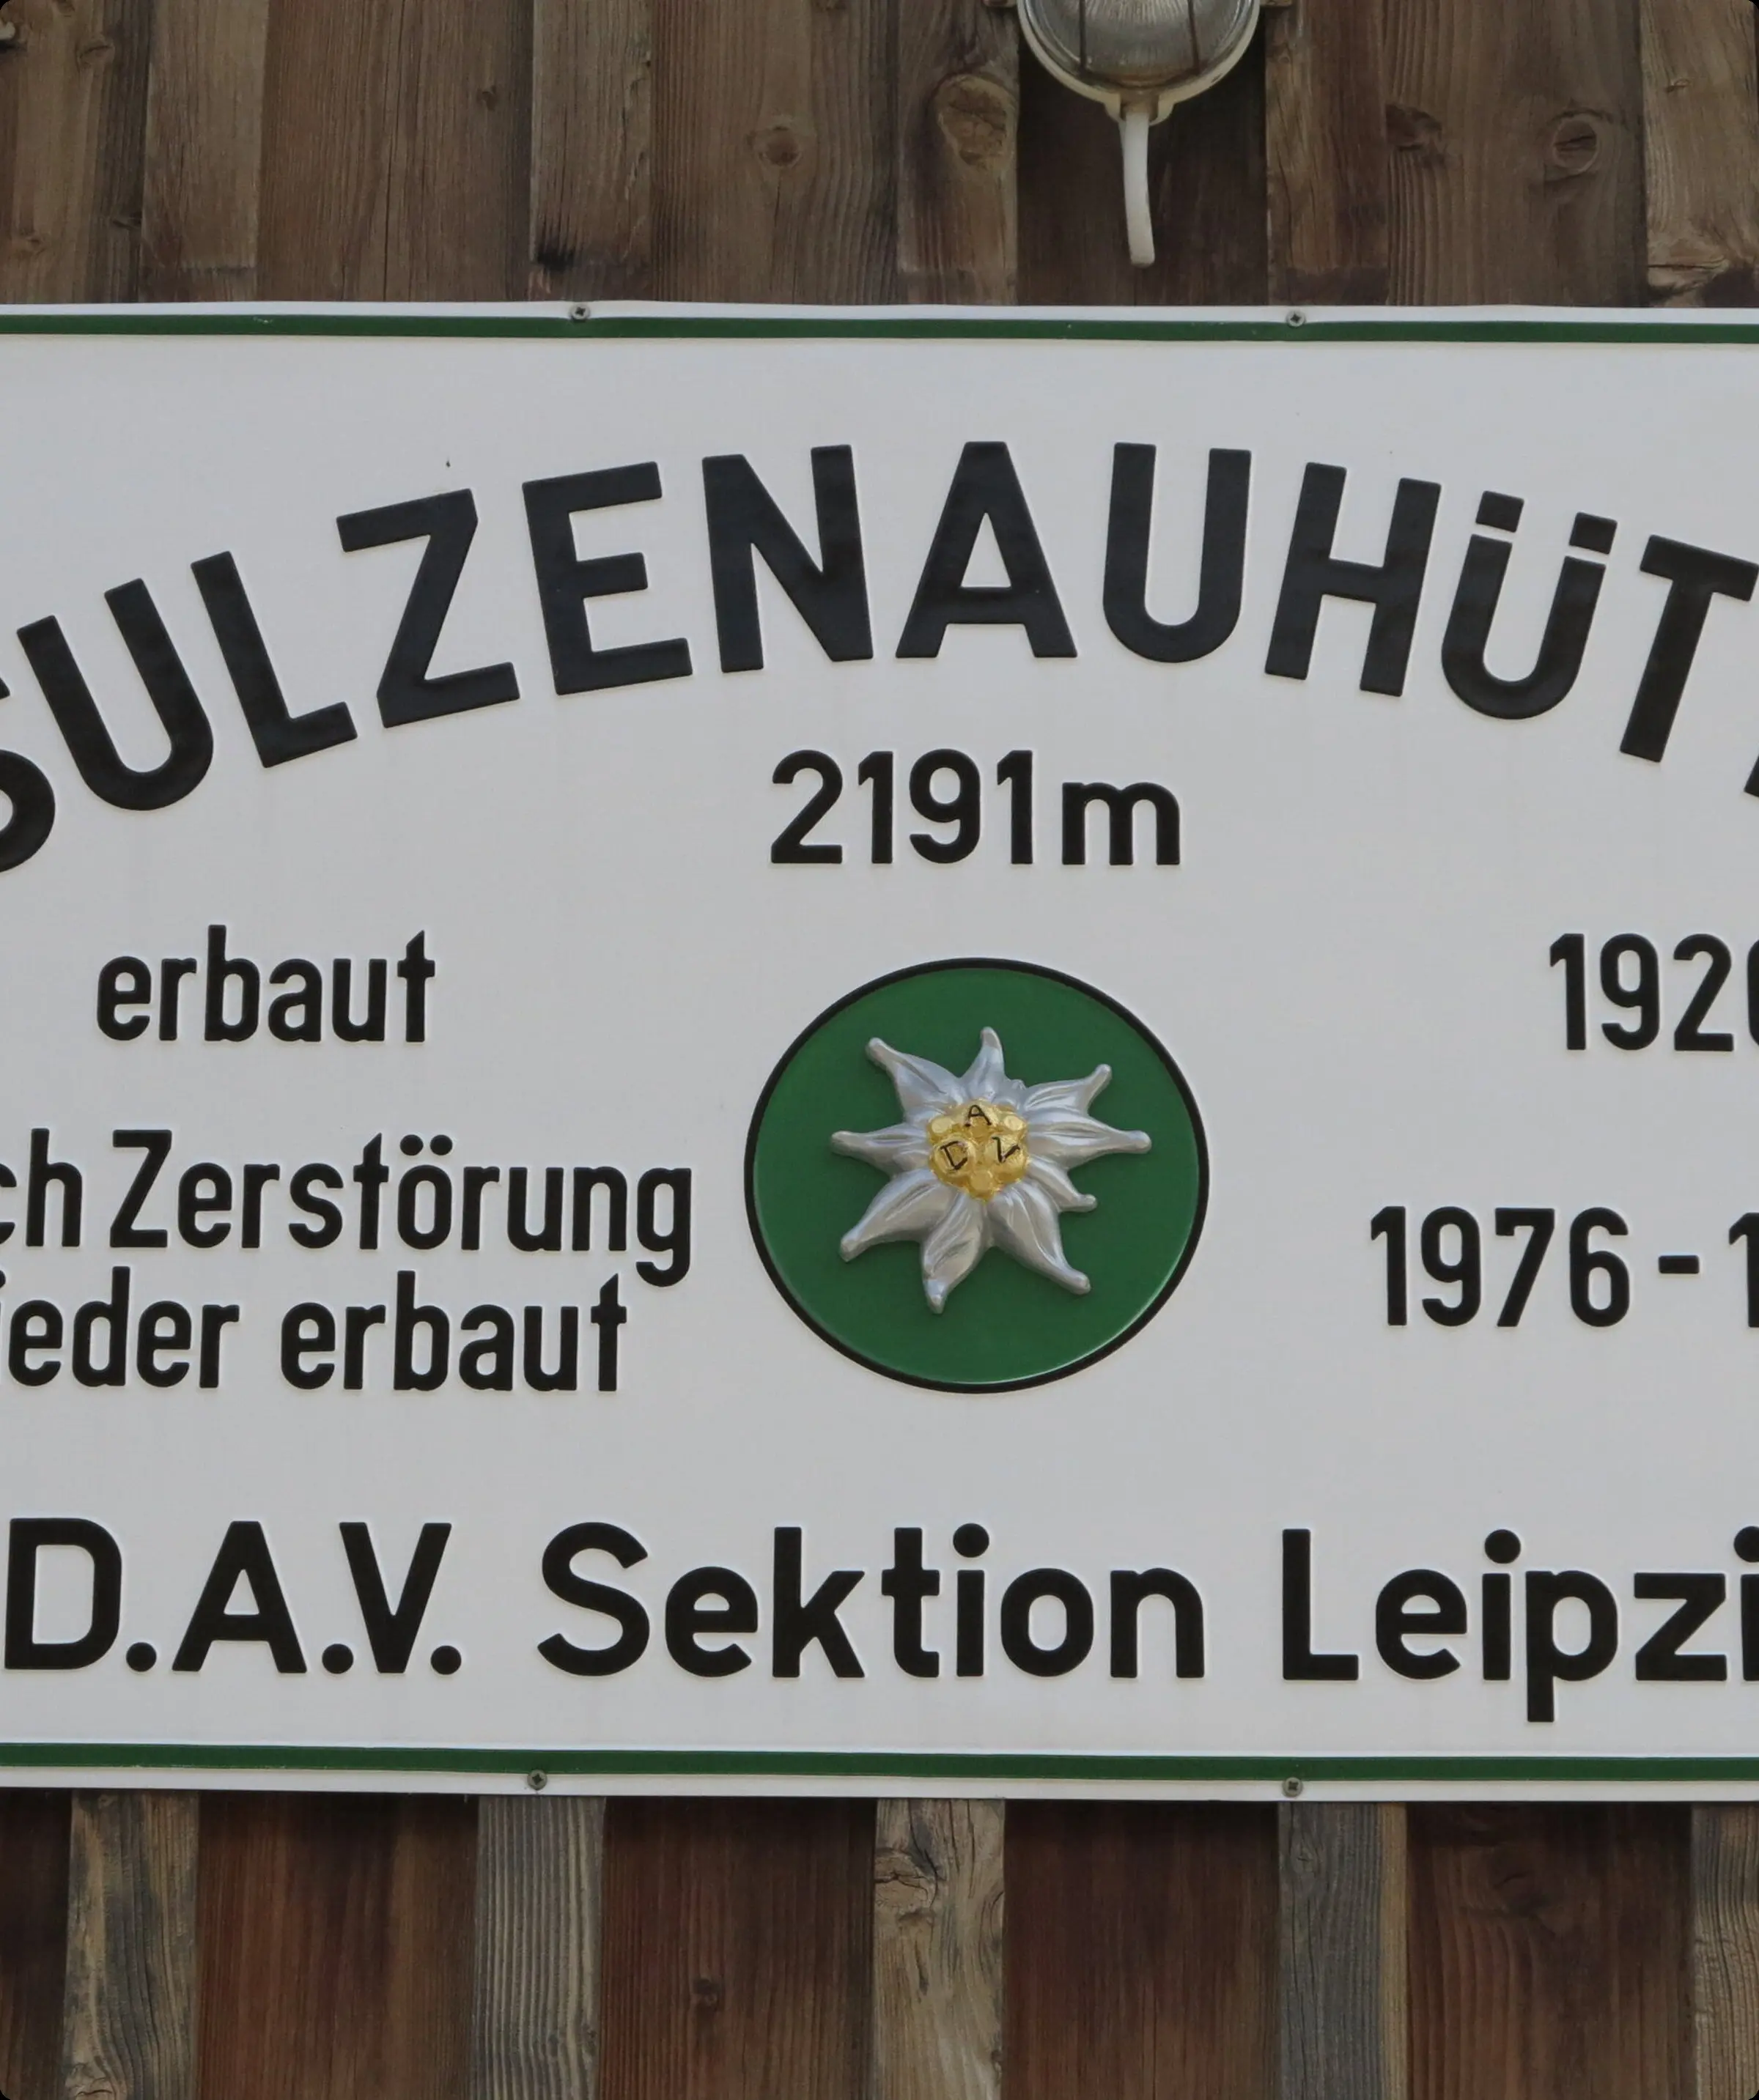 SULZENAUHÜT
2191m
erbaut 192
ch Zerstörung
ieder erbaut 1976 - 1
A
D V
D.A.V. Sektion Leipzi